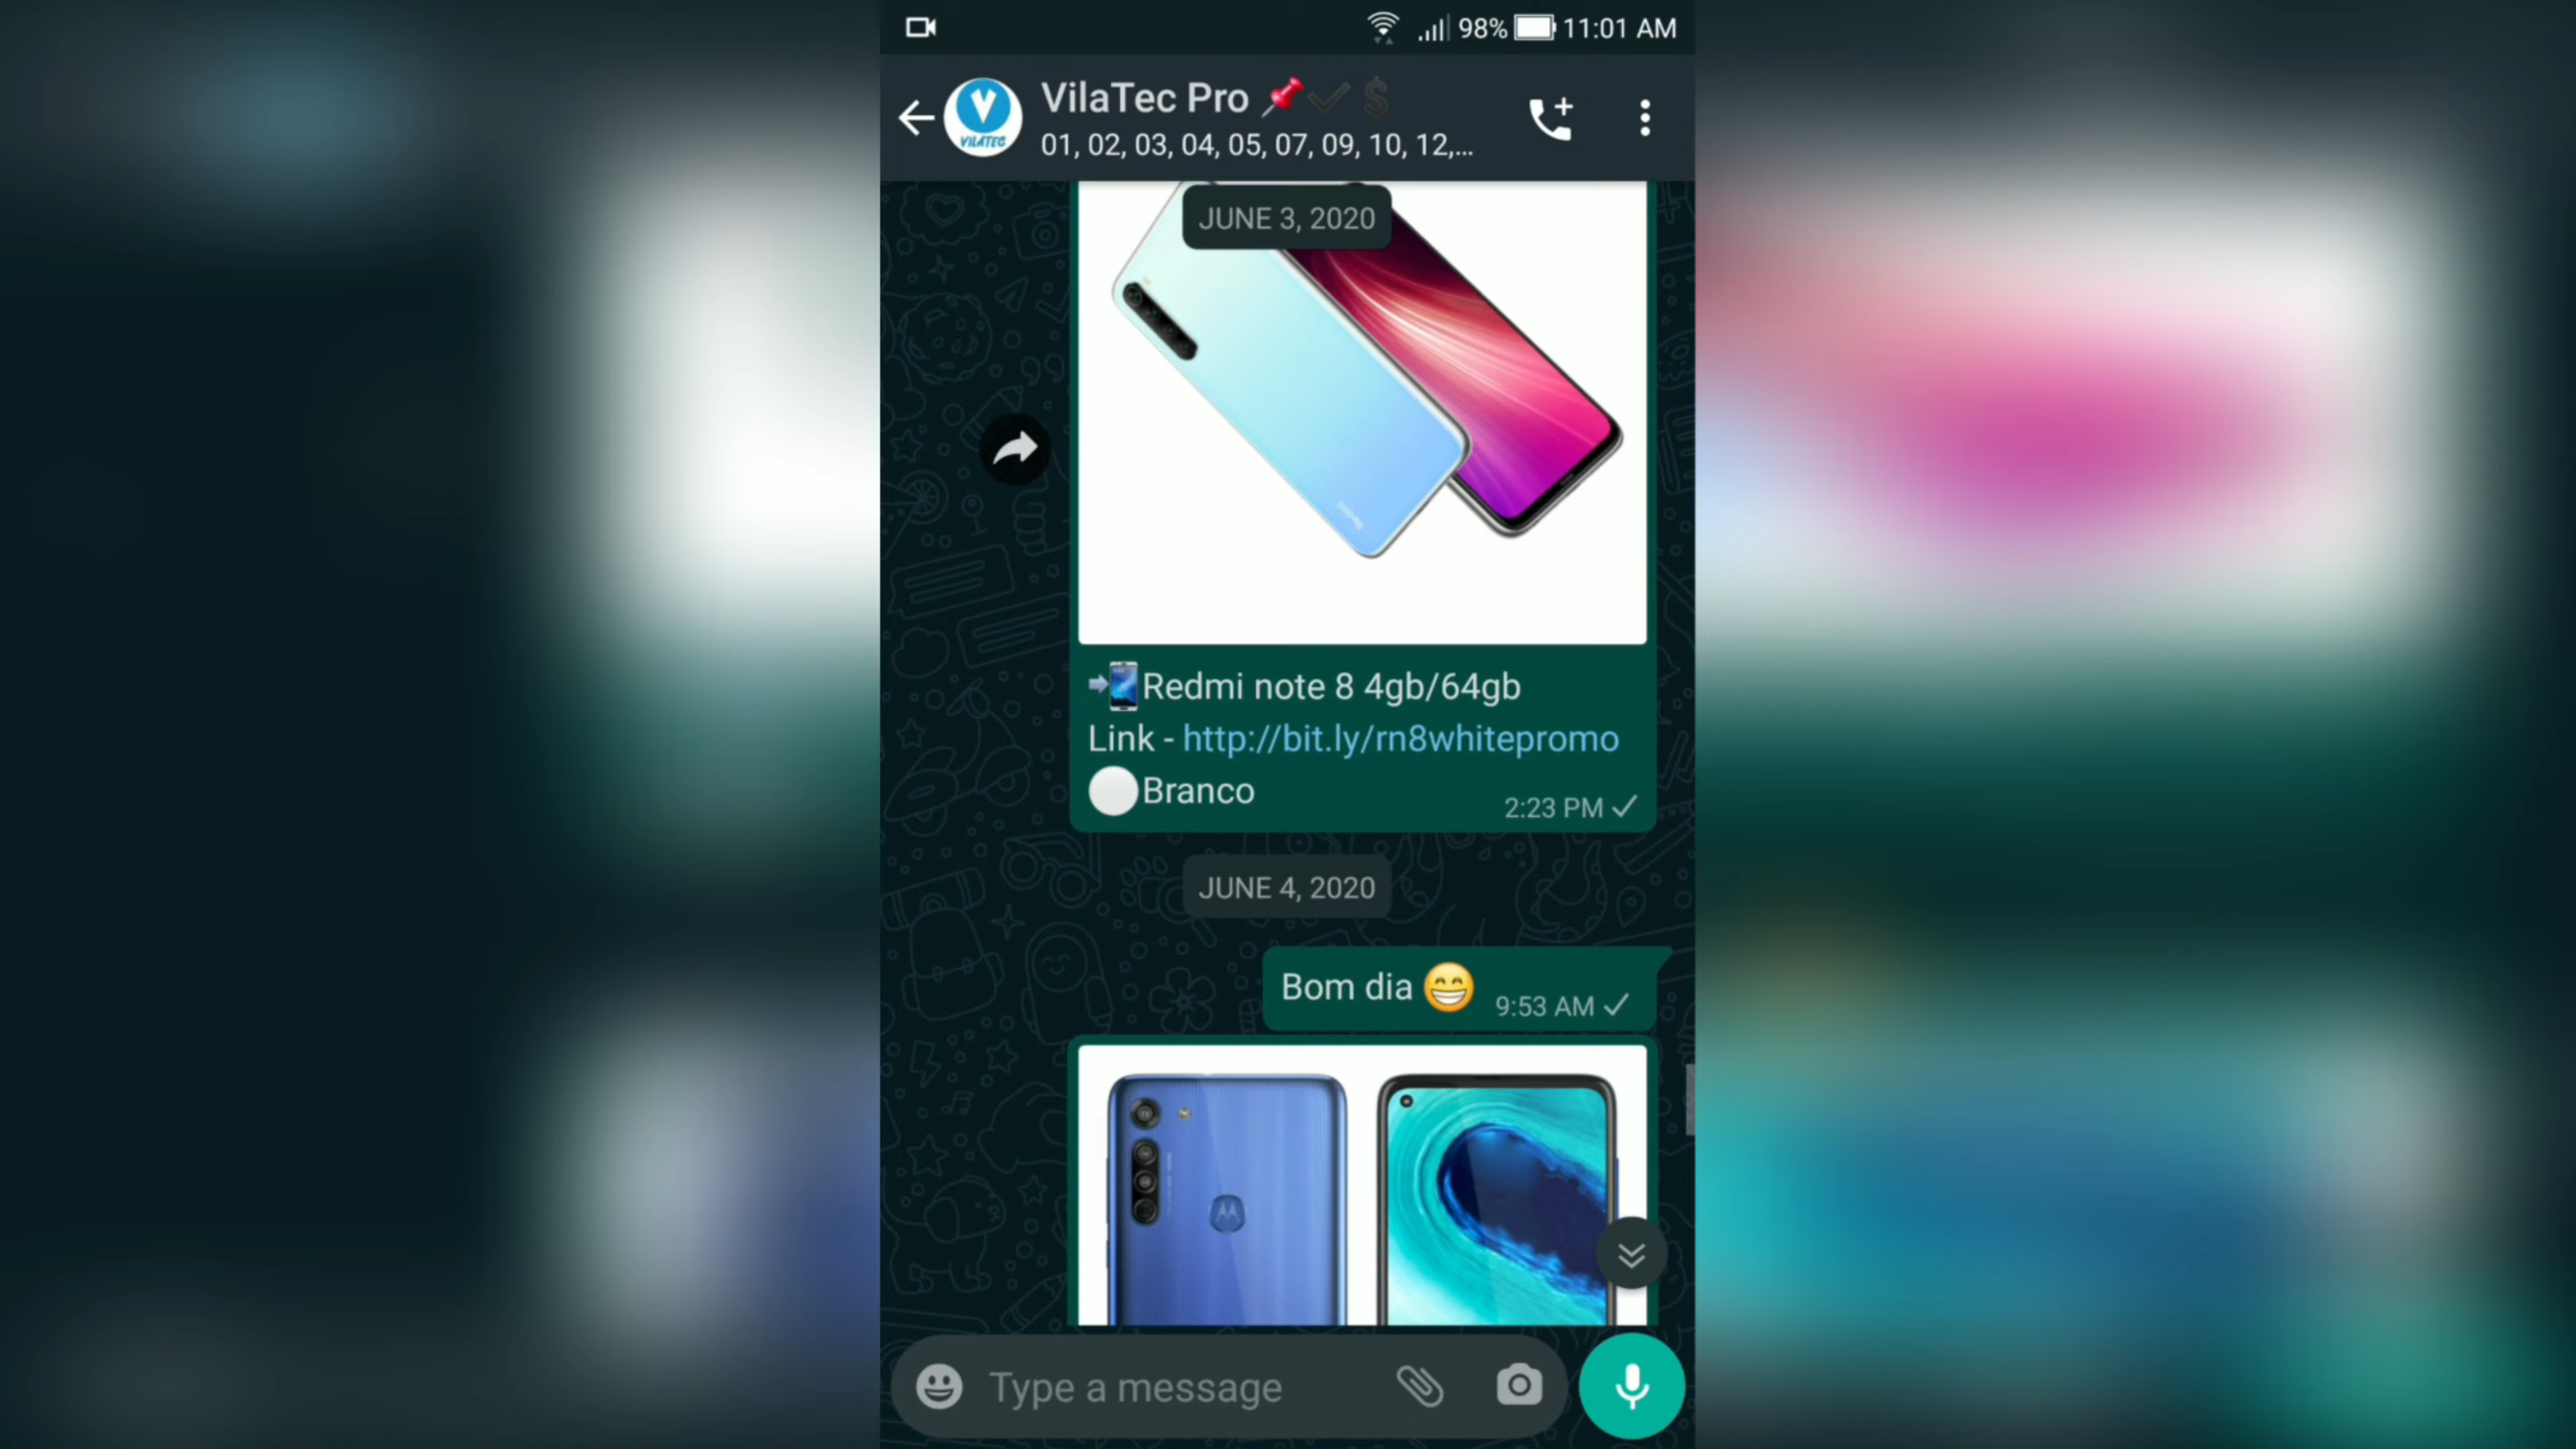 98% 11:01 AM
VilaTec Pro 📌✔️💲
VILATEC
01, 02, 03, 04, 05, 07, 09, 10, 12,...
JUNE 3, 2020
Redmi
📲Redmi note 8 4gb/64gb
Link - http://bit.ly/rn8whitepromo
⚪Branco
2:23 PM
JUNE 4, 2020
Bom dia 😁 9:53 AM
Type a message